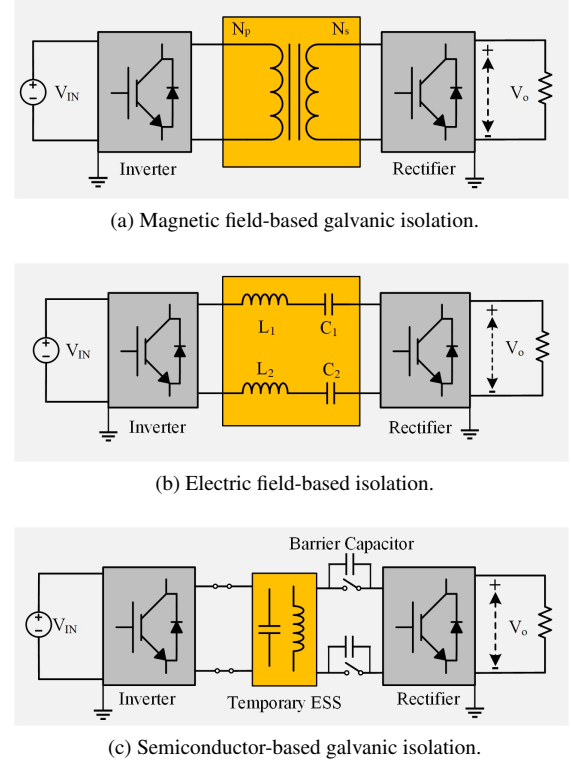 N_p N_s
+
V_IN
V_o
-
Inverter Rectifier
(a) Magnetic field-based galvanic isolation.
L_1 C_1
+
V_IN
V_o
L_2 C_2
-
Inverter Rectifier
(b) Electric field-based isolation.
Barrier Capacitor
+
V_IN
V_o
-
Inverter Temporary ESS Rectifier
(c) Semiconductor-based galvanic isolation.